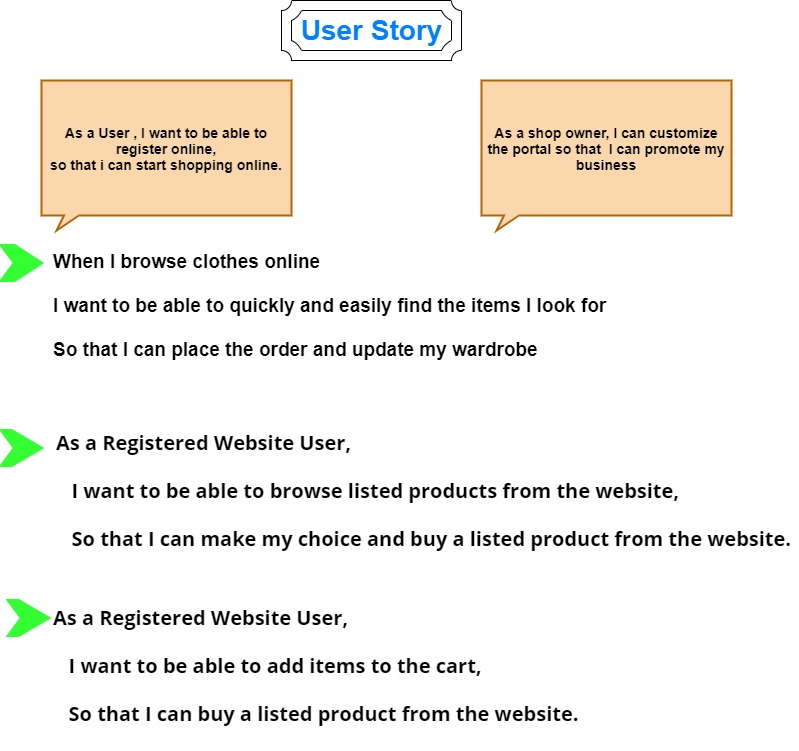 User Story
As a User , I want to be able to
register online,
so that i can start shopping online.
As a shop owner, I can customize
the portal so that  I can promote my
business
When I browse clothes online
I want to be able to quickly and easily find the items I look for
So that I can place the order and update my wardrobe
As a Registered Website User,
I want to be able to browse listed products from the website,
So that I can make my choice and buy a listed product from the website.
As a Registered Website User,
I want to be able to add items to the cart,
So that I can buy a listed product from the website.